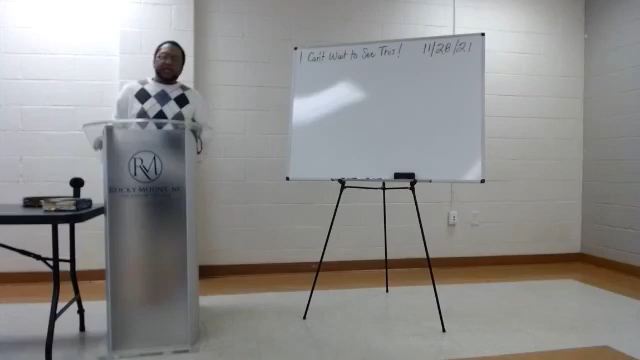 I Can't Wait to See This! 11/28/21
RM
ROCKY MOUNT, NC